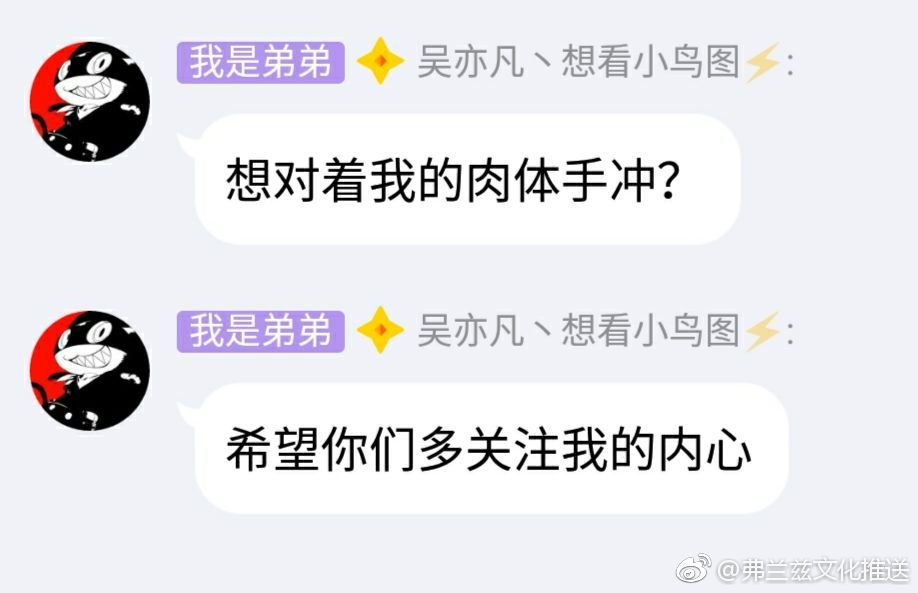 我是弟弟 吴亦凡丶想看小鸟图⚡:
想对着我的肉体手冲?
我是弟弟 吴亦凡丶想看小鸟图⚡:
希望你们多关注我的内心
@弗兰兹文化推送